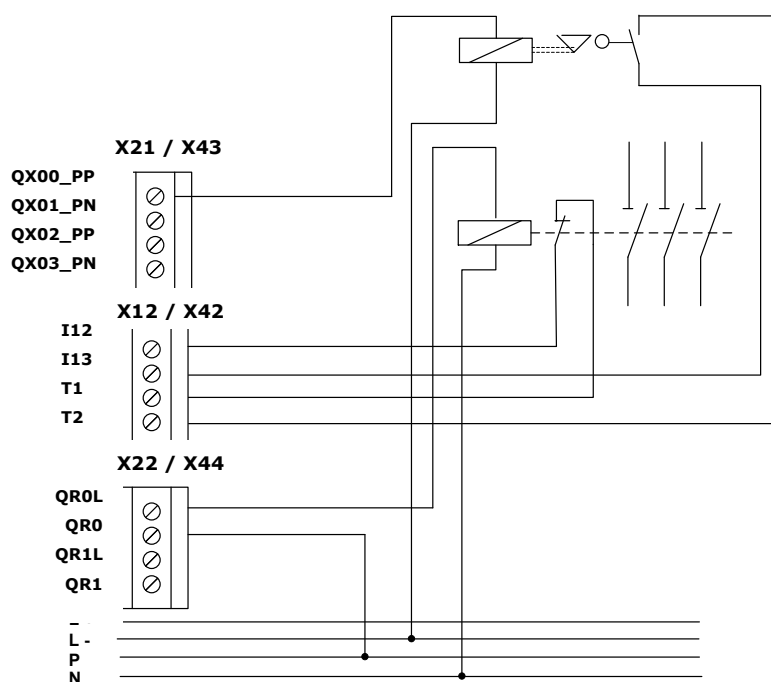 X21 / X43
QX00_PP
QX01_PN
QX02_PP
QX03_PN
X12 / X42
I12
I13
T1
T2
X22 / X44
QR0L
QR0
QR1L
QR1
L -
P
N